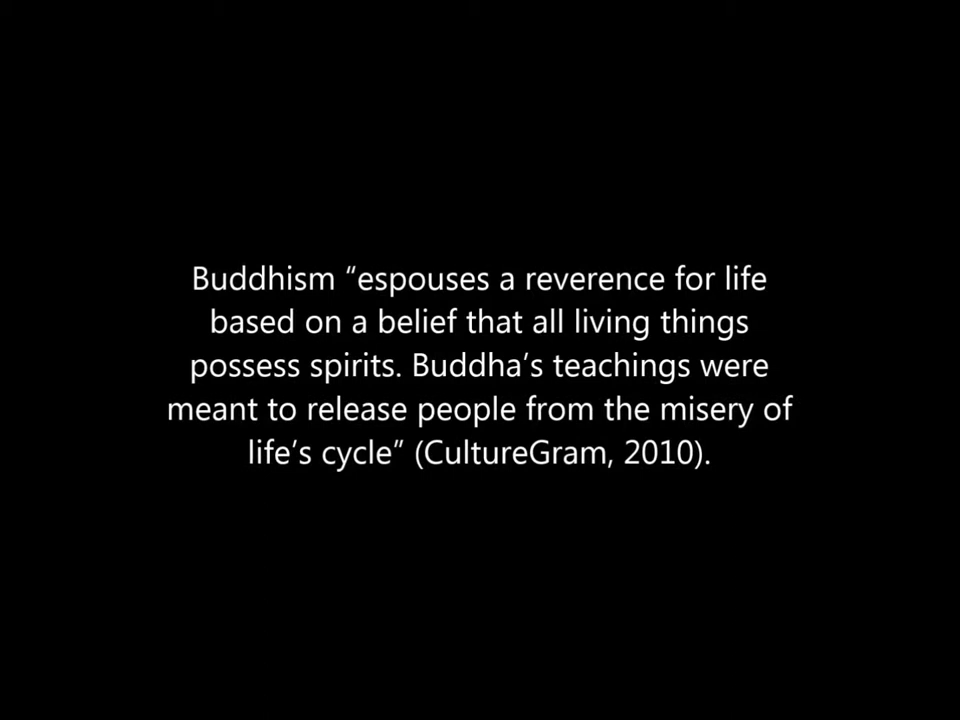 Buddhism “espouses a reverence for life
based on a belief that all living things
possess spirits. Buddha’s teachings were
meant to release people from the misery of
life’s cycle” (CultureGram, 2010).